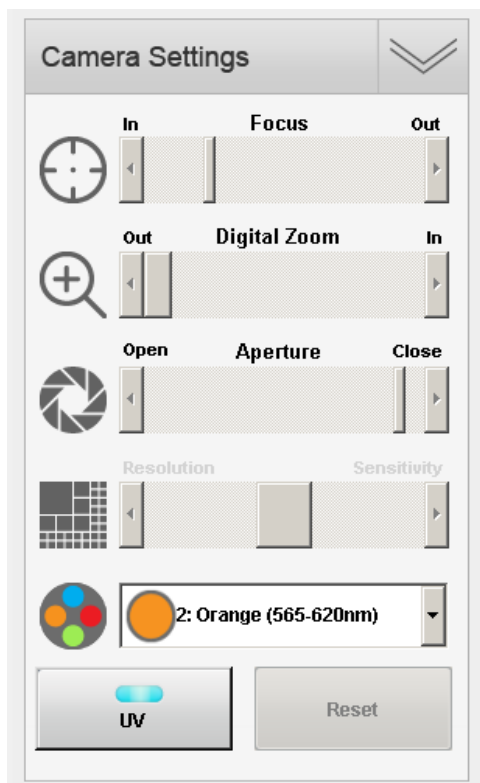 Camera Settings
In Focus Out
Out Digital Zoom In
Open Aperture Close
Resolution Sensitivity
2: Orange (565-620nm)
UV Reset